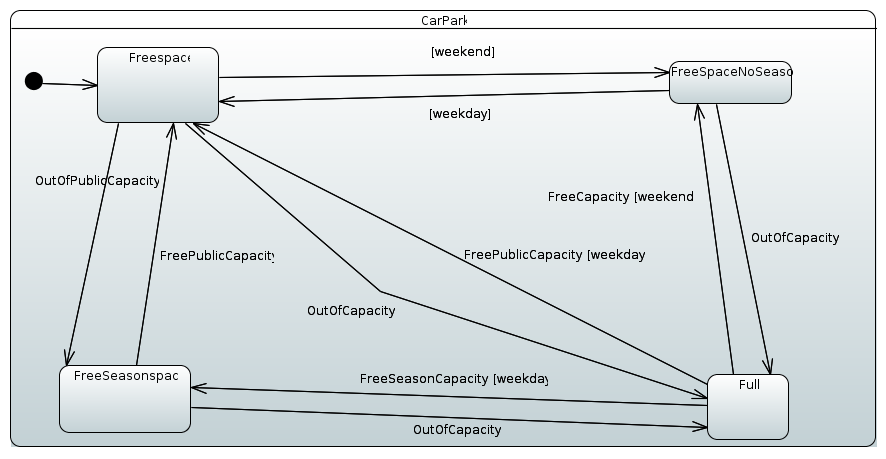 CarPark
Freespace
[weekend]
FreeSpaceNoSeaso
[weekday]
OutOfPublicCapacity
FreeCapacity [weekend
OutOfCapacity
FreePublicCapacity
FreePublicCapacity [weekday
OutOfCapacity
FreeSeasonspac
FreeSeasonCapacity [weekday
Full
OutOfCapacity